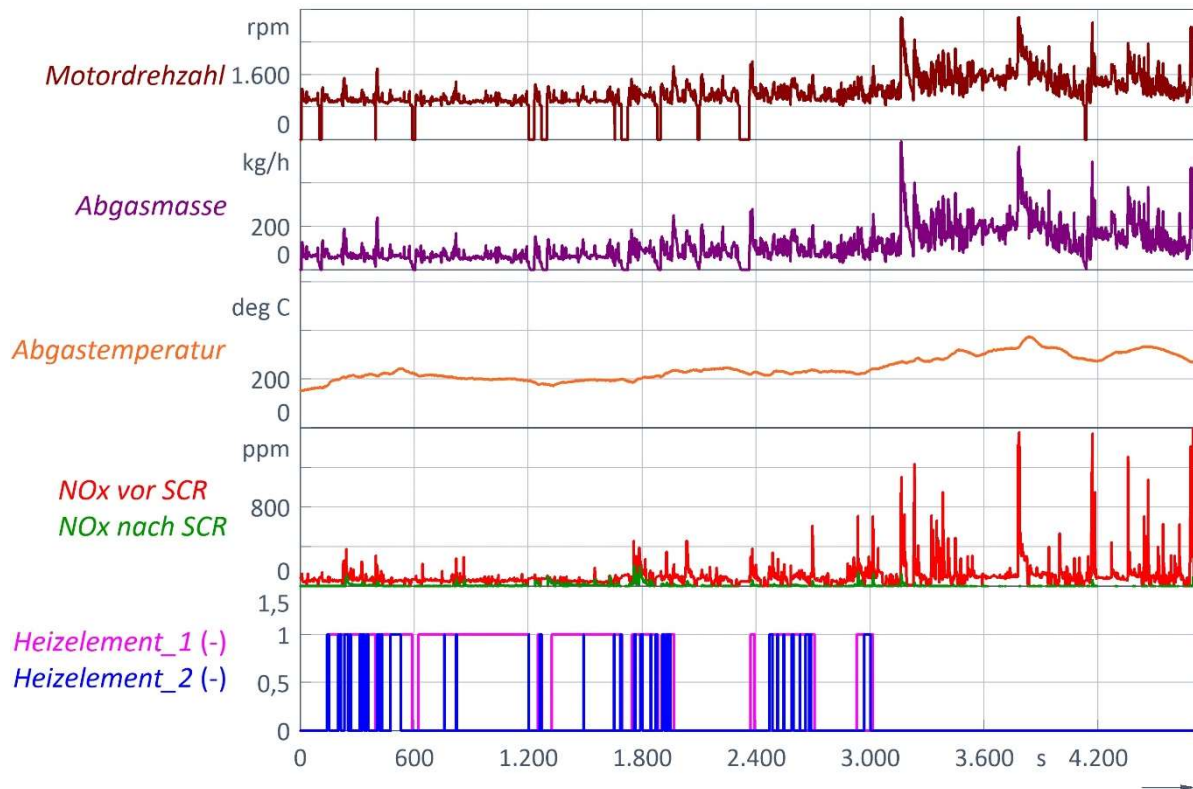 rpm
Motordrehzahl
1.600
0
kg/h
Abgasmasse
200
0
deg C
Abgastemperatur
200
0
ppm
NOx vor SCR
800
NOx nach SCR
0
1,5
Heizelement_1 (-)
1
Heizelement_2 (-)
0,5
0
0 600 1.200 1.800 2.400 3.000 3.600 s 4.200